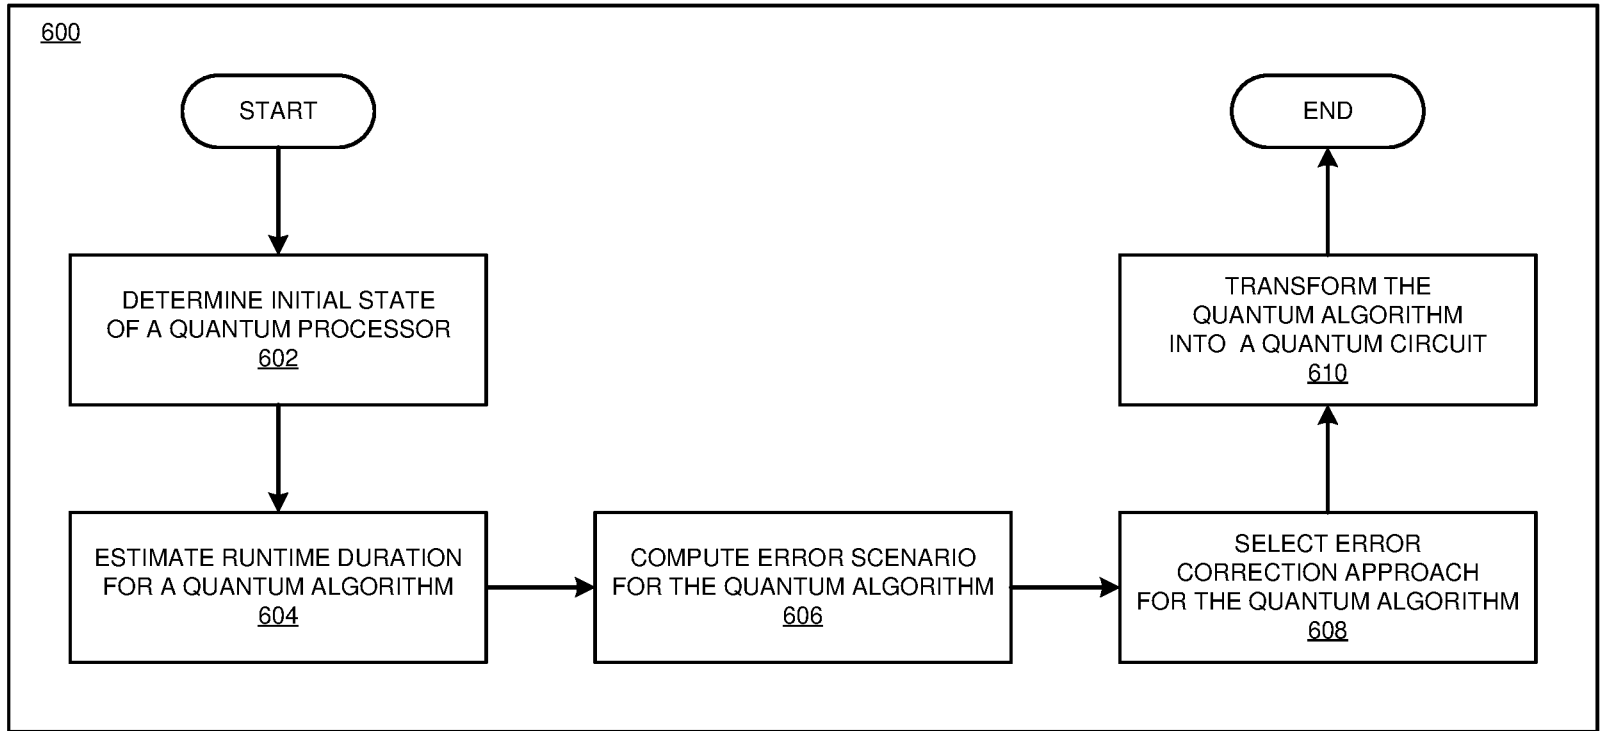 600
START
DETERMINE INITIAL STATE
OF A QUANTUM PROCESSOR
602
ESTIMATE RUNTIME DURATION
FOR A QUANTUM ALGORITHM
604
COMPUTE ERROR SCENARIO
FOR THE QUANTUM ALGORITHM
606
SELECT ERROR
CORRECTION APPROACH
FOR THE QUANTUM ALGORITHM
608
TRANSFORM THE
QUANTUM ALGORITHM
INTO A QUANTUM CIRCUIT
610
END